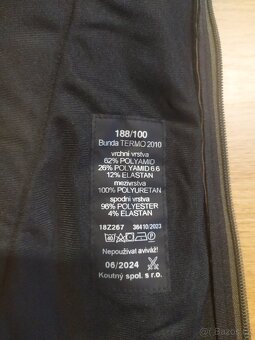 188/100
Bunda TERMO 2010
vrchní vrstva
62% POLYAMID
26% POLYAMID 6.6
12% ELASTAN
mezivrstva
100% POLYURETAN
spodní vrstva
96% POLYESTER
4% ELASTAN
18Z267 36410/2023
Nepoužívat aviváž!
06/2024
Koutný spol. s r.o.